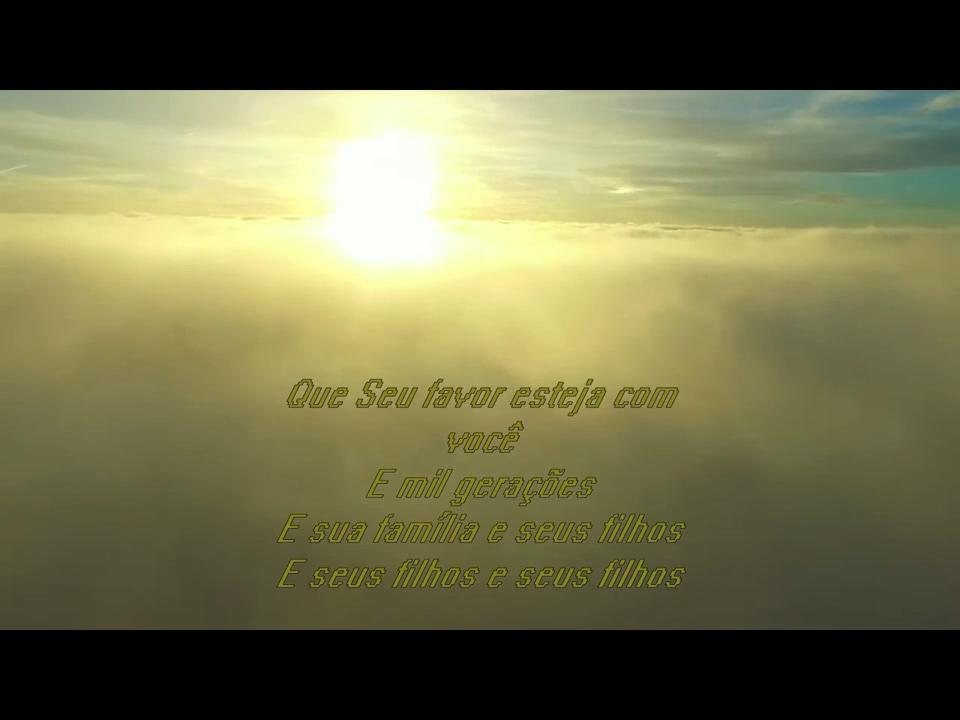 Que Seu favor esteja com
você
E mil gerações
E sua família e seus filhos
E seus filhos e seus filhos